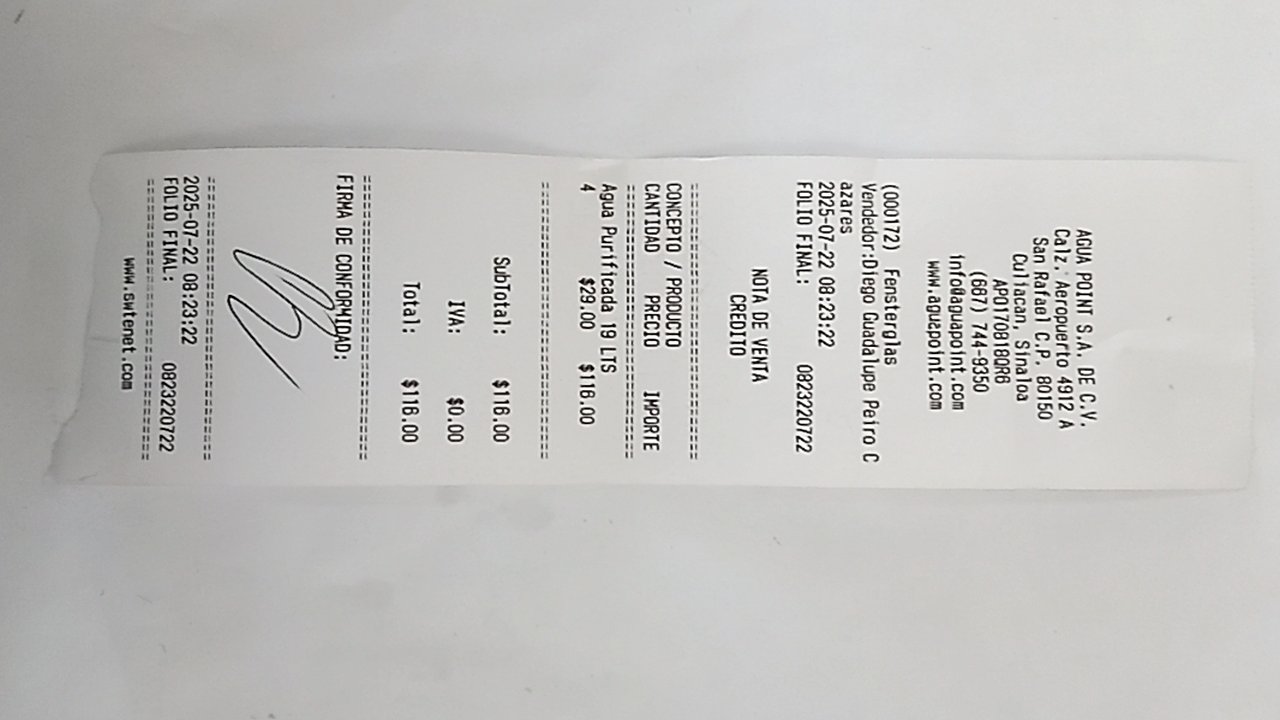 AGUA POINT S.A. DE C.V.
Calz. Aeropuerto 4912 A
San Rafael C.P. 80150
Culiacan, Sinaloa
APO170818QR6
(667) 744-9350
info@aguapoint.com
www.aguapoint.com
(000172) Fensterglas
Vendedor:Diego Guadalupe Peiro C
azares
2025-07-22 08:23:22
FOLIO FINAL: 0823220722
NOTA DE VENTA
CREDITO
================================
CONCEPTO / PRODUCTO
CANTIDAD PRECIO IMPORTE
================================
Agua Purificada 19 LTS
4 $29.00 $116.00
================================
SubTotal: $116.00
IVA: $0.00
Total: $116.00
================================
FIRMA DE CONFORMIDAD:
================================
2025-07-22 08:23:22
FOLIO FINAL: 0823220722
================================
www.swtenet.com